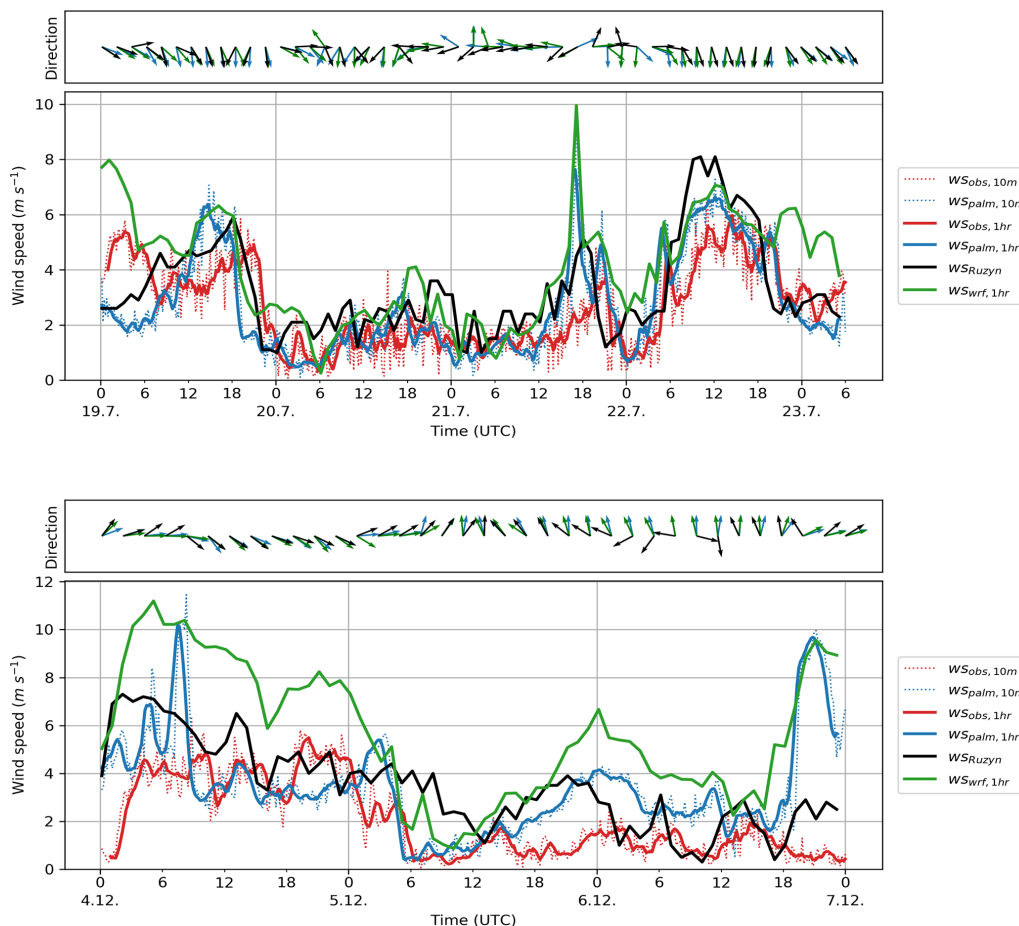 Direction
Wind speed (m s⁻¹)
10
8
6
4
2
0
0 6 12 18 0 6 12 18 0 6 12 18 0 6 12 18 0 6
19.7. 20.7. 21.7. 22.7. 23.7.
Time (UTC)
ws_obs, 10m
ws_palm, 10m
ws_obs, 1hr
ws_palm, 1hr
ws_Ruzyn
ws_wrf, 1hr
Direction
Wind speed (m s⁻¹)
12
10
8
6
4
2
0
0 6 12 18 0 6 12 18 0 6 12 18 0
4.12. 5.12. 6.12. 7.12.
Time (UTC)
ws_obs, 10m
ws_palm, 10m
ws_obs, 1hr
ws_palm, 1hr
ws_Ruzyn
ws_wrf, 1hr